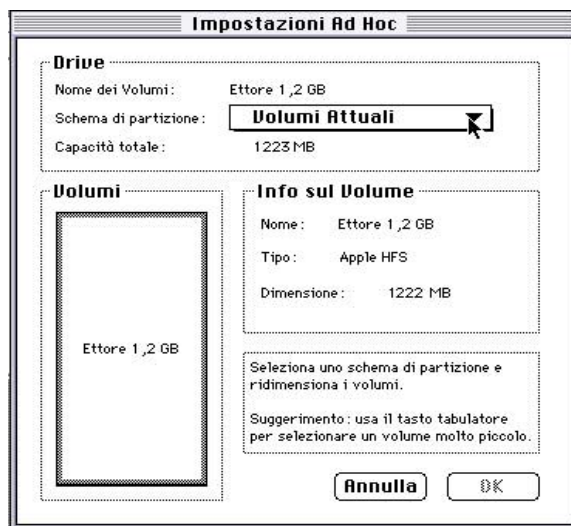 Impostazioni Ad Hoc
Drive
Nome dei Volumi: Ettore 1,2 GB
Schema di partizione: Volumi Attuali
Capacità totale: 1223 MB
Volumi
Ettore 1,2 GB
Info sul Volume
Nome: Ettore 1,2 GB
Tipo: Apple HFS
Dimensione: 1222 MB
Seleziona uno schema di partizione e
ridimensiona i volumi.
Suggerimento: usa il tasto tabulatore
per selezionare un volume molto piccolo.
Annulla OK